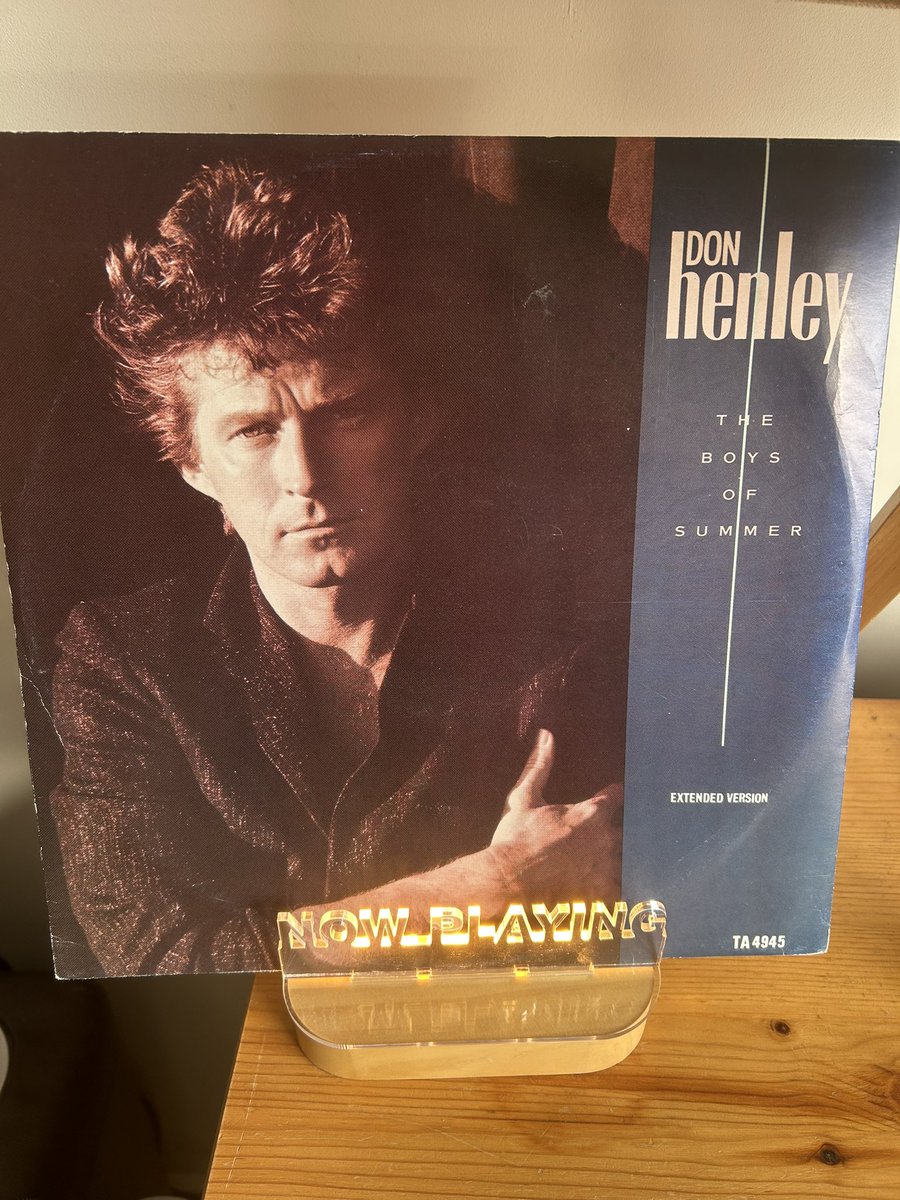 DON
henley
THE
BOYS
OF
SUMMER
EXTENDED VERSION
TA 4945
NOW PLAYING